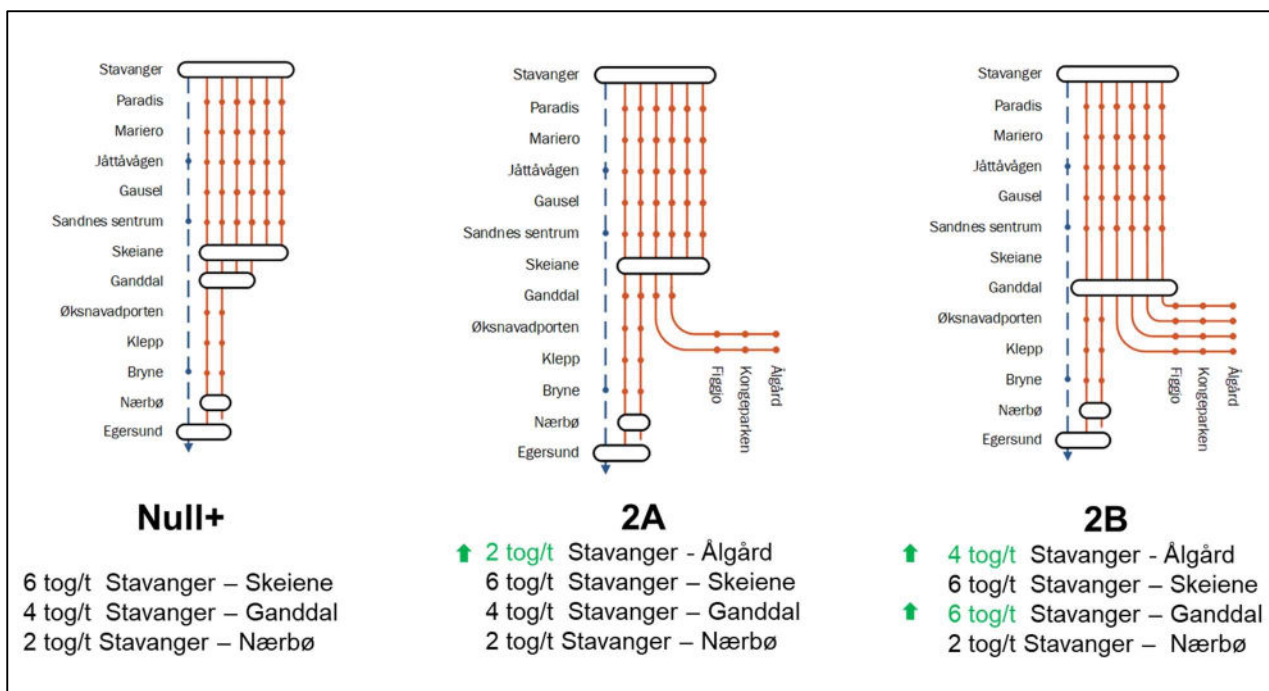 Stavanger
Paradis
Mariero
Jåttåvågen
Gausel
Sandnes sentrum
Skeiane
Ganddal
Øksnavadporten
Klepp
Bryne
Nærbø
Egersund
Null+
6 tog/t Stavanger – Skeiene
4 tog/t Stavanger – Ganddal
2 tog/t Stavanger – Nærbø
Stavanger
Paradis
Mariero
Jåttåvågen
Gausel
Sandnes sentrum
Skeiane
Ganddal
Øksnavadporten
Klepp
Bryne
Nærbø
Egersund
Figgjo
Kongeparken
Ålgård
2A
2 tog/t Stavanger - Ålgård
6 tog/t Stavanger – Skeiene
4 tog/t Stavanger – Ganddal
2 tog/t Stavanger – Nærbø
Stavanger
Paradis
Mariero
Jåttåvågen
Gausel
Sandnes sentrum
Skeiane
Ganddal
Øksnavadporten
Klepp
Bryne
Nærbø
Egersund
Figgjo
Kongeparken
Ålgård
2B
4 tog/t Stavanger - Ålgård
6 tog/t Stavanger – Skeiene
6 tog/t Stavanger – Ganddal
2 tog/t Stavanger – Nærbø